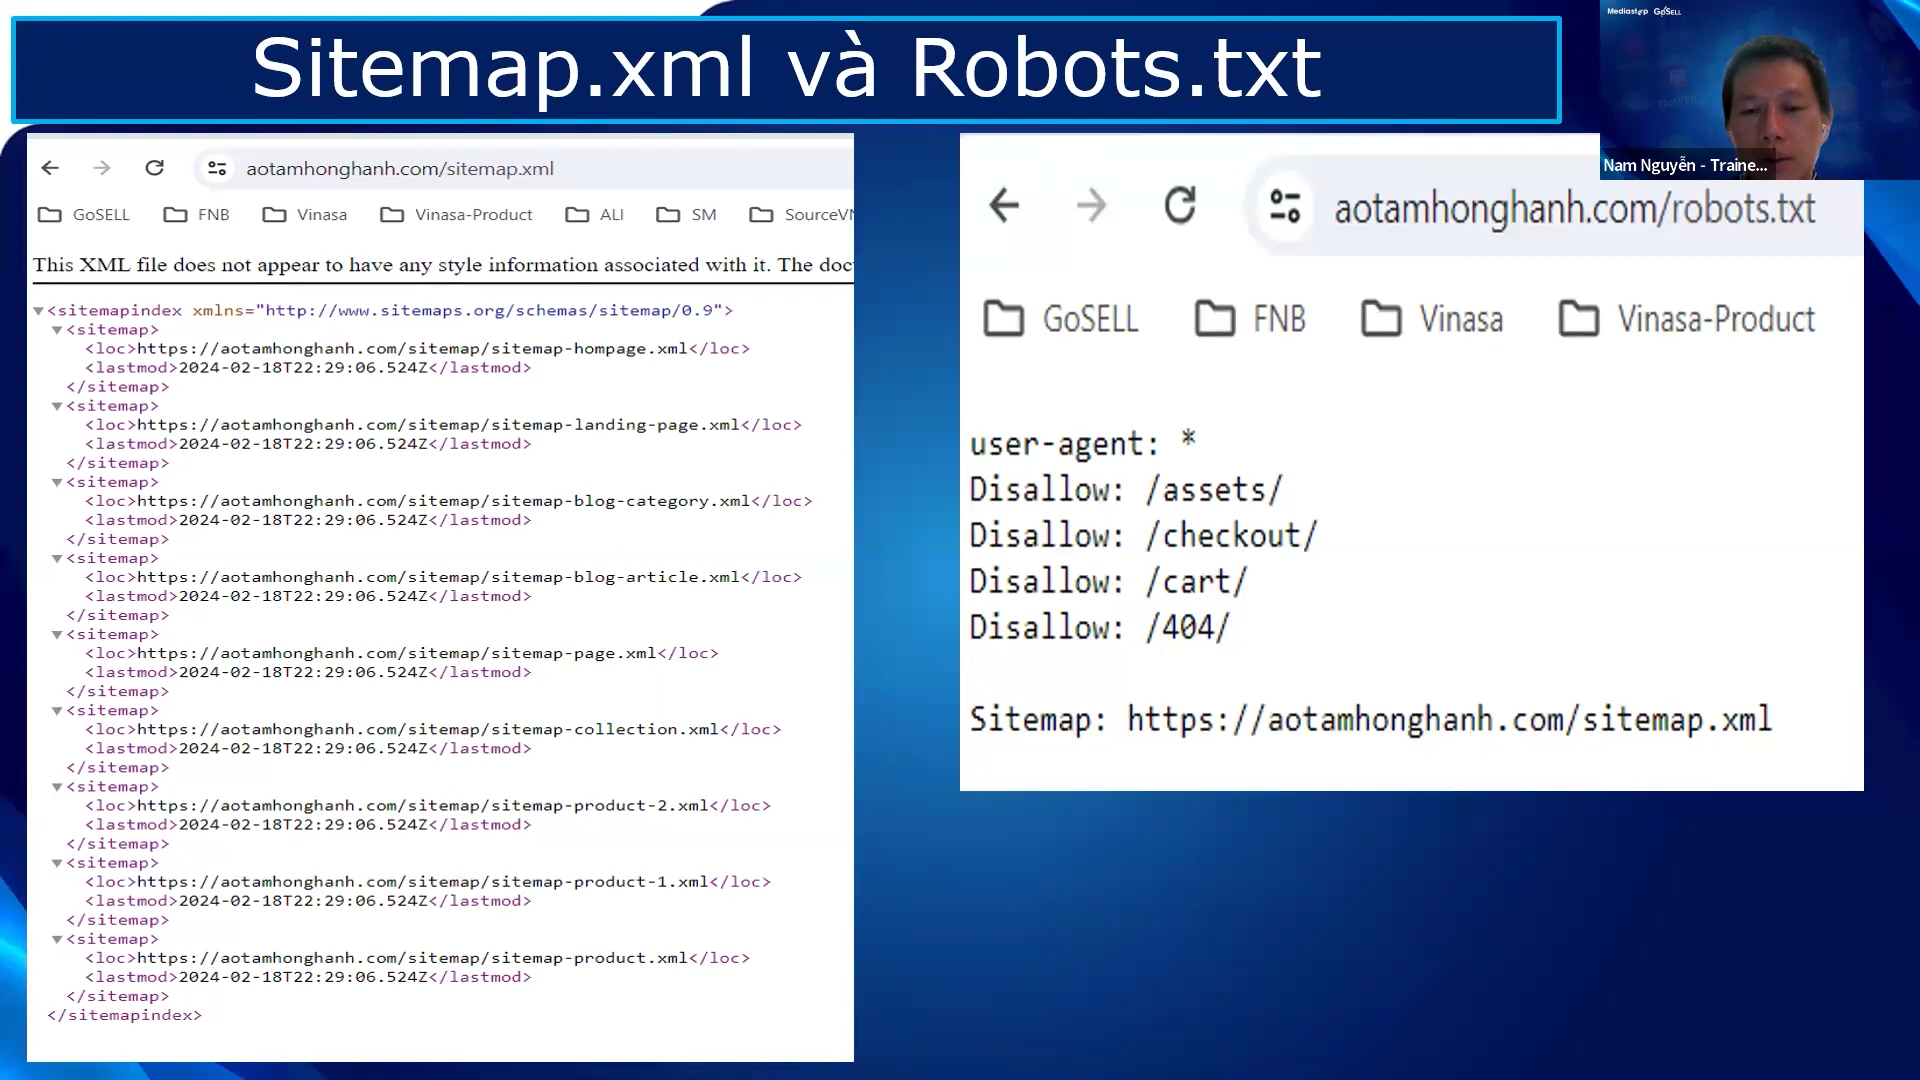 Sitemap.xml và Robots.txt
Mediastep GoSELL
Nam Nguyễn - Traine...
aotamhonghanh.com/sitemap.xml
GoSELL FNB Vinasa Vinasa-Product ALI SM SourceVN
This XML file does not appear to have any style information associated with it. The doc
<sitemapindex xmlns="http://www.sitemaps.org/schemas/sitemap/0.9">
<sitemap>
<loc>https://aotamhonghanh.com/sitemap/sitemap-hompage.xml</loc>
<lastmod>2024-02-18T22:29:06.524Z</lastmod>
</sitemap>
<sitemap>
<loc>https://aotamhonghanh.com/sitemap/sitemap-landing-page.xml</loc>
<lastmod>2024-02-18T22:29:06.524Z</lastmod>
</sitemap>
<sitemap>
<loc>https://aotamhonghanh.com/sitemap/sitemap-blog-category.xml</loc>
<lastmod>2024-02-18T22:29:06.524Z</lastmod>
</sitemap>
<sitemap>
<loc>https://aotamhonghanh.com/sitemap/sitemap-blog-article.xml</loc>
<lastmod>2024-02-18T22:29:06.524Z</lastmod>
</sitemap>
<sitemap>
<loc>https://aotamhonghanh.com/sitemap/sitemap-page.xml</loc>
<lastmod>2024-02-18T22:29:06.524Z</lastmod>
</sitemap>
<sitemap>
<loc>https://aotamhonghanh.com/sitemap/sitemap-collection.xml</loc>
<lastmod>2024-02-18T22:29:06.524Z</lastmod>
</sitemap>
<sitemap>
<loc>https://aotamhonghanh.com/sitemap/sitemap-product-2.xml</loc>
<lastmod>2024-02-18T22:29:06.524Z</lastmod>
</sitemap>
<sitemap>
<loc>https://aotamhonghanh.com/sitemap/sitemap-product-1.xml</loc>
<lastmod>2024-02-18T22:29:06.524Z</lastmod>
</sitemap>
<sitemap>
<loc>https://aotamhonghanh.com/sitemap/sitemap-product.xml</loc>
<lastmod>2024-02-18T22:29:06.524Z</lastmod>
</sitemap>
</sitemapindex>
aotamhonghanh.com/robots.txt
GoSELL FNB Vinasa Vinasa-Product
user-agent: *
Disallow: /assets/
Disallow: /checkout/
Disallow: /cart/
Disallow: /404/
Sitemap: https://aotamhonghanh.com/sitemap.xml